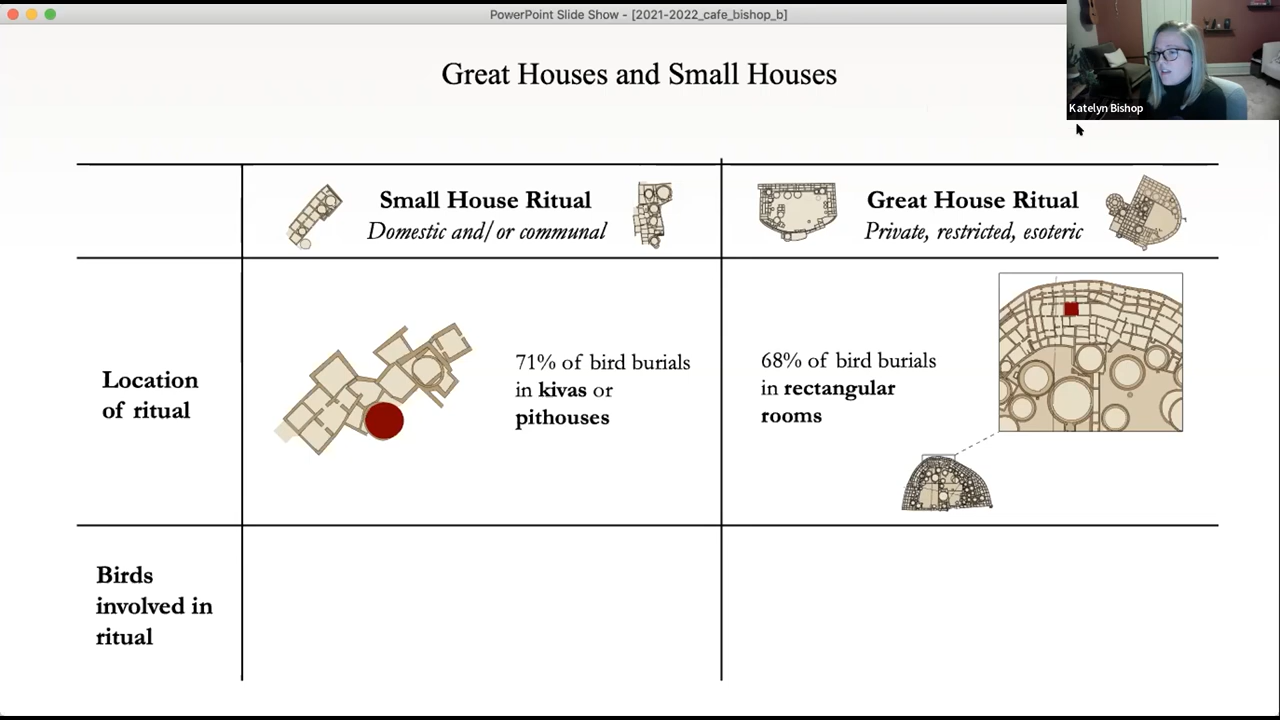 PowerPoint Slide Show - [2021-2022_cafe_bishop_b]
Katelyn Bishop
Great Houses and Small Houses
Small House Ritual
Domestic and/or communal
Great House Ritual
Private, restricted, esoteric
Location
of ritual
71% of bird burials
in kivas or
pithouses
68% of bird burials
in rectangular
rooms
Birds
involved in
ritual